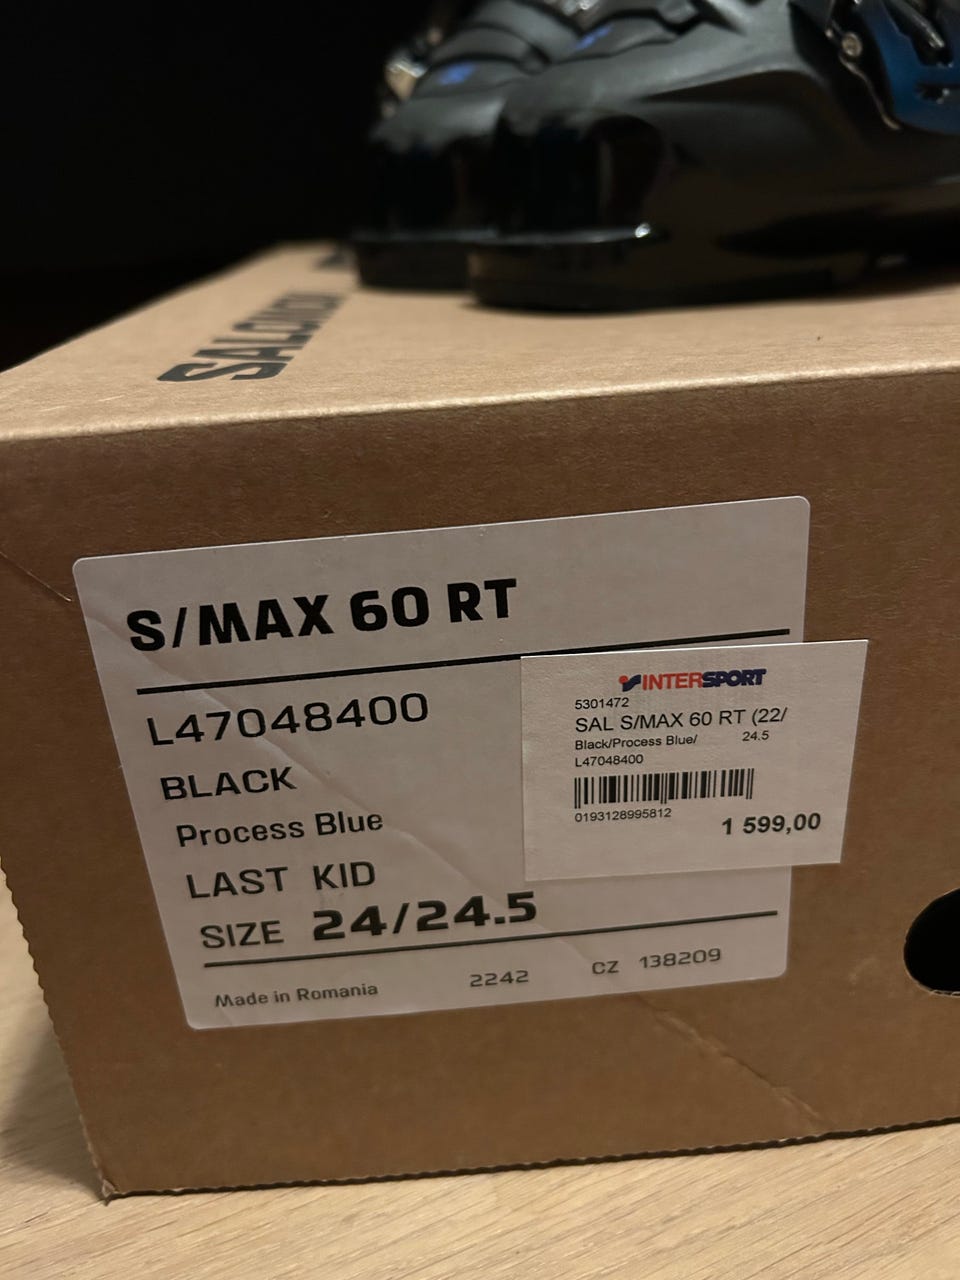 SALOMON
S/MAX 60 RT
L47048400
BLACK
Process Blue
LAST KID
SIZE 24/24.5
Made in Romania 2242 CZ 138209
INTERSPORT
5301472
SAL S/MAX 60 RT (22/
Black/Process Blue/ 24.5
L47048400
0193128995812
1 599,00